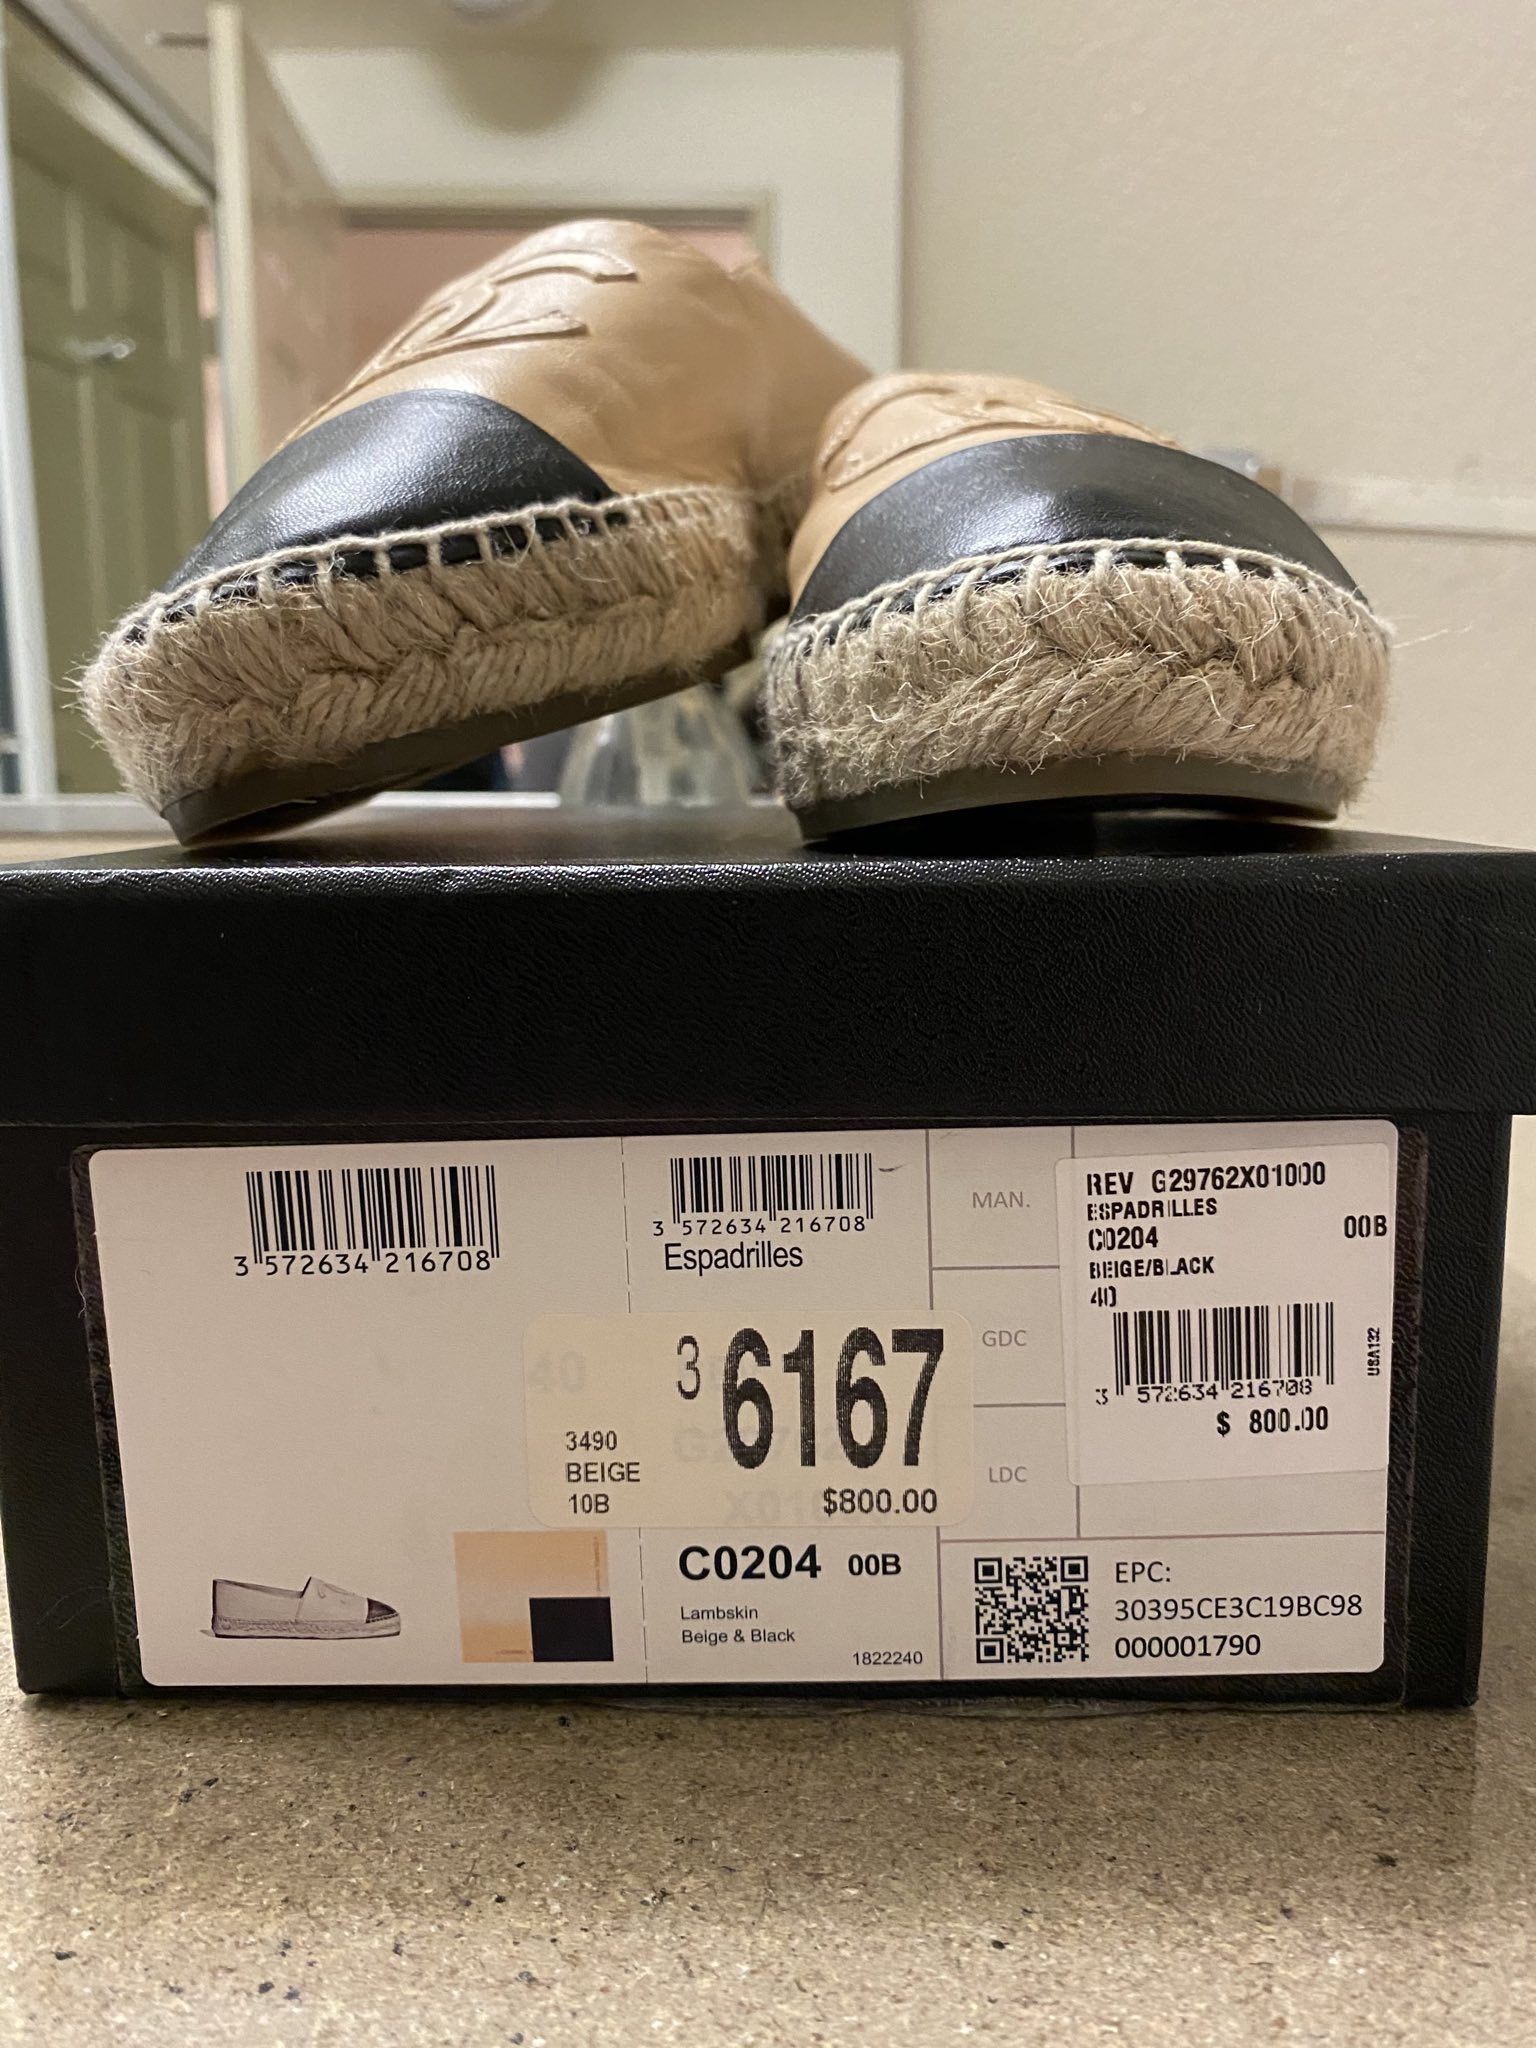 3 572634 216708
3 572634 216708
Espadrilles
3 6167
3490
BEIGE
10B
$800.00
C0204 00B
Lambskin
Beige & Black
1822240
MAN.
GDC
LDC
REV G29762X01000
ESPADRILLES
C0204 00B
BEIGE/BLACK
40
3 572634 216708
USA132
$ 800.00
EPC:
30395CE3C19BC98
000001790